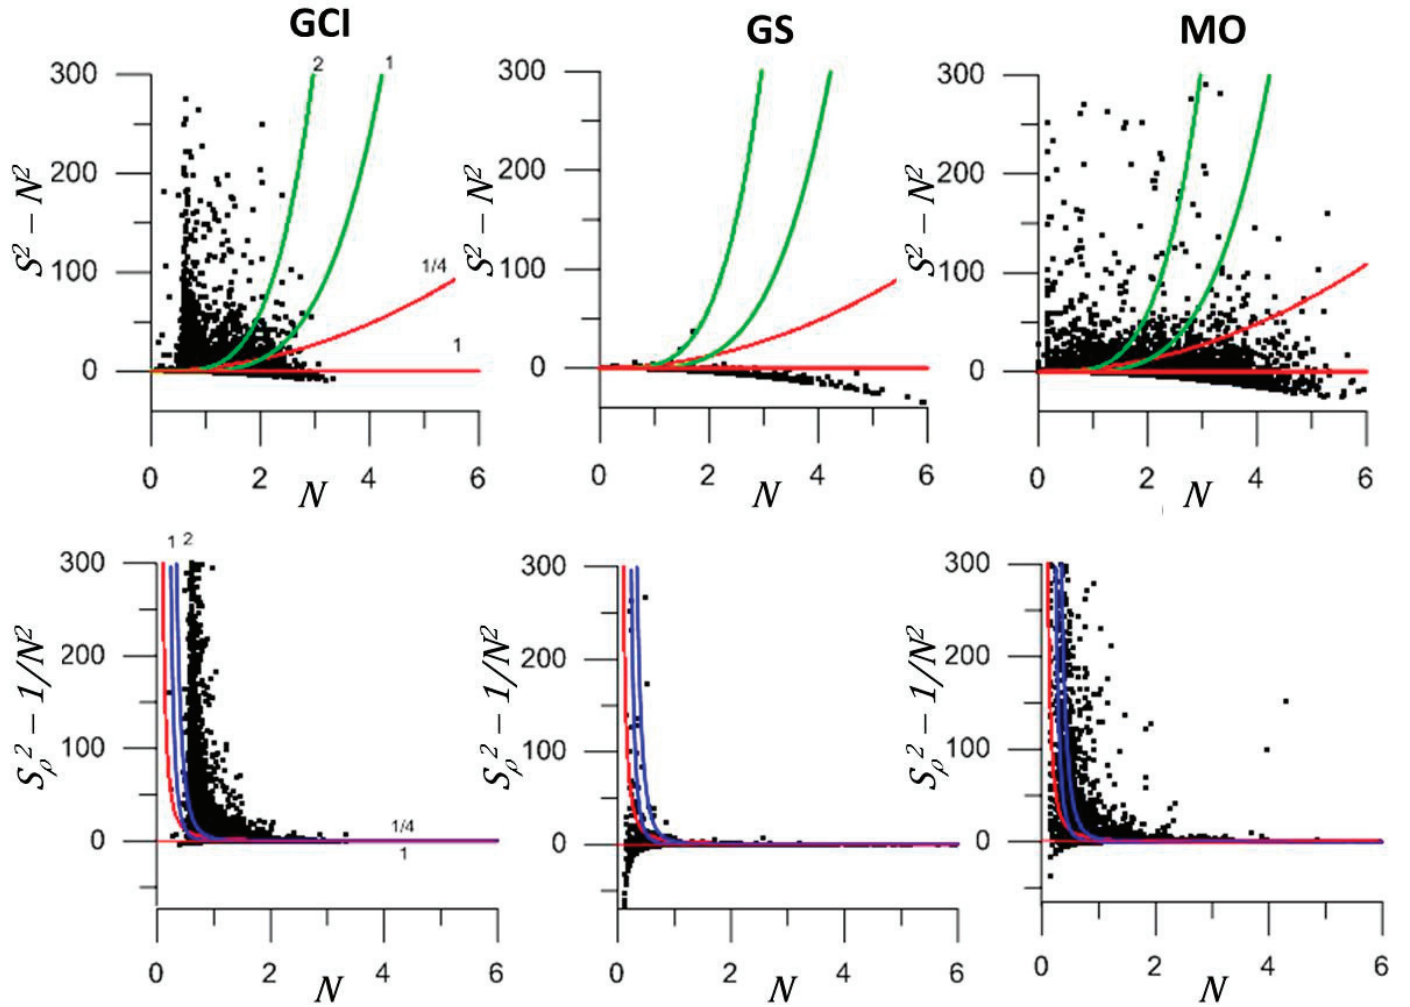 GCI GS MO
2 1
300 300 300
200 200 200
S² – N² S² – N² S² – N²
100 100 100
1/4
1
0 0 0
0 2 4 6 0 2 4 6 0 2 4 6
N N N
1 2
300 300 300
200 200 200
Sρ² – 1/N² Sρ² – 1/N² Sρ² – 1/N²
100 100 100
1/4
0 0 0
1
0 2 4 6 0 2 4 6 0 2 4 6
N N N